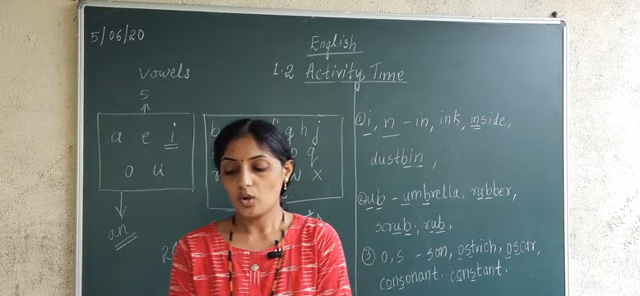 5/06/20
English
1.2 Activity Time
vowels
5
a e i
o u
an
b g h j
q
w x
① i, n - in, ink, inside,
dustbin,
② ub - umbrella, rubber,
scrub, rub.
③ o, s - son, ostrich, oscar,
consonant. constant.